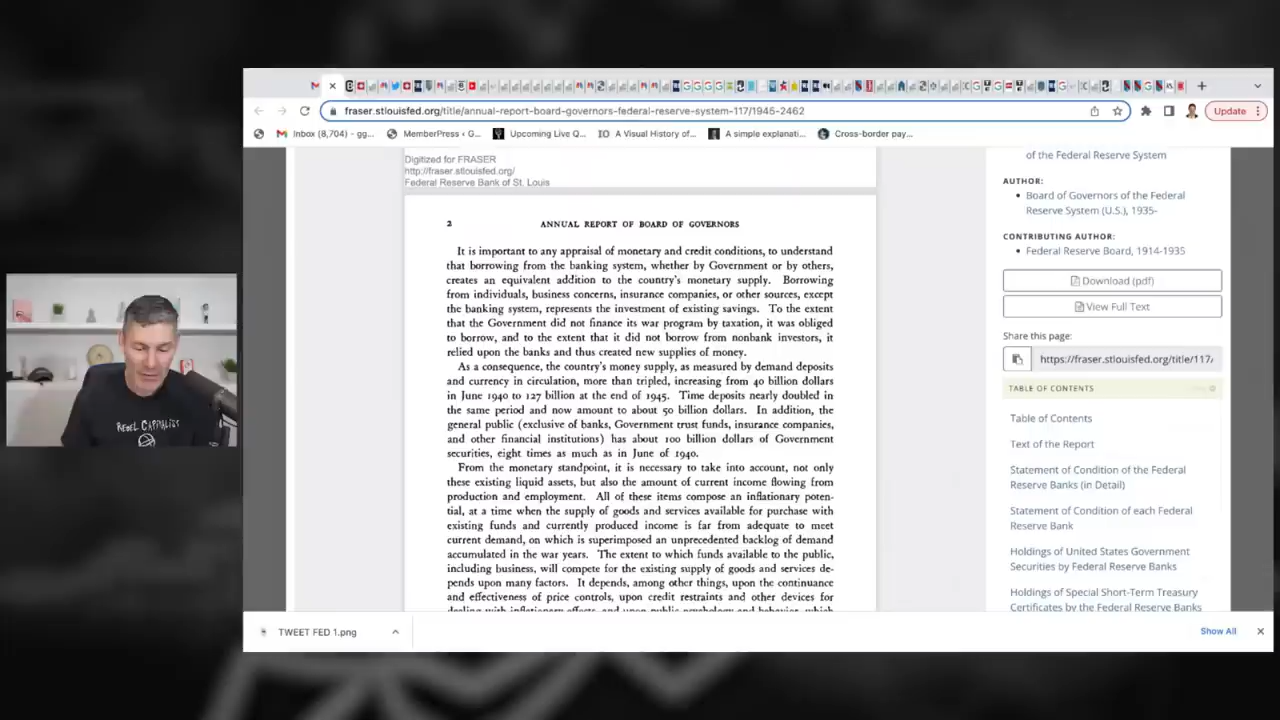 fraser.stlouisfed.org/title/annual-report-board-governors-federal-reserve-system-117/1945-2462
Update
Inbox (8,704) - gg...
MemberPress ‹ G...
Upcoming Live Q...
A Visual History of...
A simple explanati...
Cross-border pay...
Digitized for FRASER
http://fraser.stlouisfed.org/
Federal Reserve Bank of St. Louis
2 ANNUAL REPORT OF BOARD OF GOVERNORS
It is important to any appraisal of monetary and credit conditions, to understand
that borrowing from the banking system, whether by Government or by others,
creates an equivalent addition to the country's monetary supply. Borrowing
from individuals, business concerns, insurance companies, or other sources, except
the banking system, represents the investment of existing savings. To the extent
that the Government did not finance its war program by taxation, it was obliged
to borrow, and to the extent that it did not borrow from nonbank investors, it
relied upon the banks and thus created new supplies of money.
As a consequence, the country's money supply, as measured by demand deposits
and currency in circulation, more than tripled, increasing from 40 billion dollars
in June 1940 to 127 billion at the end of 1945. Time deposits nearly doubled in
the same period and now amount to about 50 billion dollars. In addition, the
general public (exclusive of banks, Government trust funds, insurance companies,
and other financial institutions) has about 100 billion dollars of Government
securities, eight times as much as in June of 1940.
From the monetary standpoint, it is necessary to take into account, not only
these existing liquid assets, but also the amount of current income flowing from
production and employment. All of these items compose an inflationary poten-
tial, at a time when the supply of goods and services available for purchase with
existing funds and currently produced income is far from adequate to meet
current demand, on which is superimposed an unprecedented backlog of demand
accumulated in the war years. The extent to which funds available to the public,
including business, will compete for the existing supply of goods and services de-
pends upon many factors. It depends, among other things, upon the continuance
and effectiveness of price controls, upon credit restraints and other devices for
dealing with inflationary effects, and upon public psychology and behavior, which
of the Federal Reserve System
AUTHOR:
Board of Governors of the Federal
Reserve System (U.S.), 1935-
CONTRIBUTING AUTHOR:
Federal Reserve Board, 1914-1935
Download (pdf)
View Full Text
Share this page:
https://fraser.stlouisfed.org/title/117/
TABLE OF CONTENTS
Table of Contents
Text of the Report
Statement of Condition of the Federal
Reserve Banks (in Detail)
Statement of Condition of each Federal
Reserve Bank
Holdings of United States Government
Securities by Federal Reserve Banks
Holdings of Special Short-Term Treasury
Certificates by the Federal Reserve Banks
REBEL CAPITALIST
TWEET FED 1.png
Show All